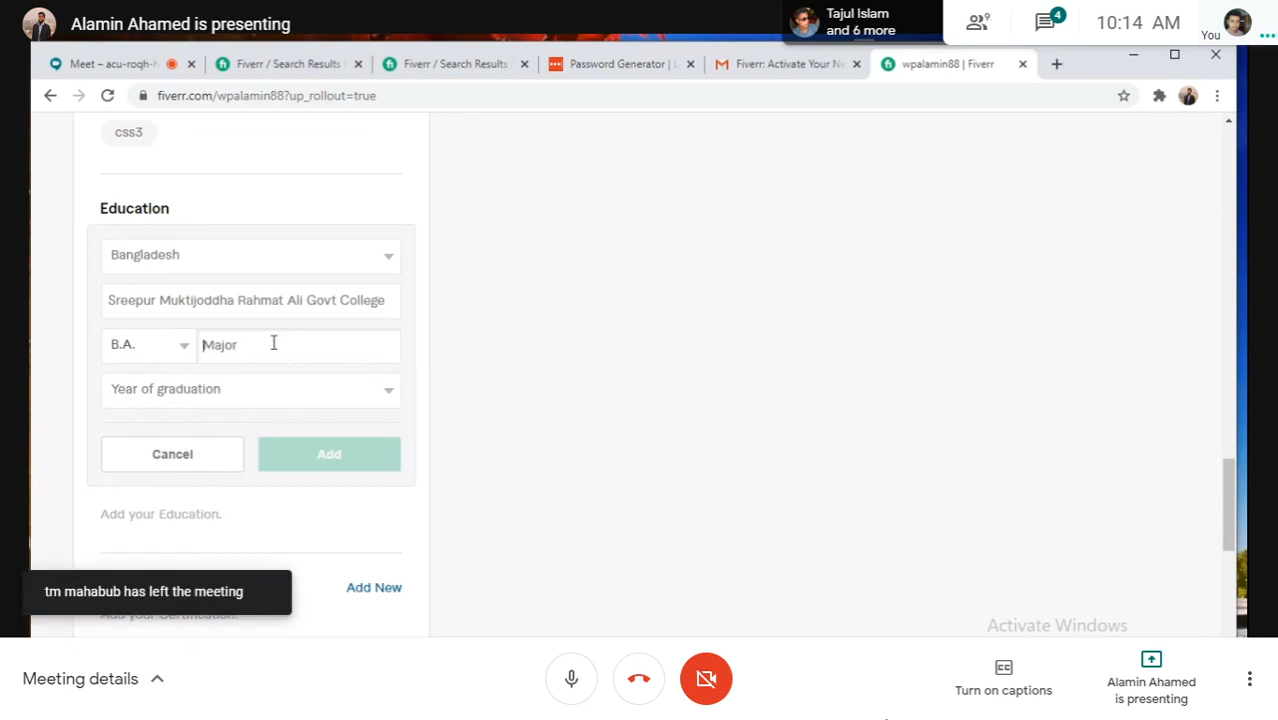 Alamin Ahamed is presenting
Tajul Islam
and 6 more
9
4
10:14 AM
You
Meet – acu-roqh-
Fiverr / Search Results
Fiverr / Search Results
Password Generator | L
Fiverr: Activate Your Ne
wpalamin88 | Fiverr
fiverr.com/wpalamin88?up_rollout=true
css3
Education
Bangladesh
Sreepur Muktijoddha Rahmat Ali Govt College
B.A.
Major
Year of graduation
Cancel
Add
Add your Education.
tm mahabub has left the meeting
Add New
Add your Certification.
Activate Windows
Meeting details
Turn on captions
Alamin Ahamed
is presenting